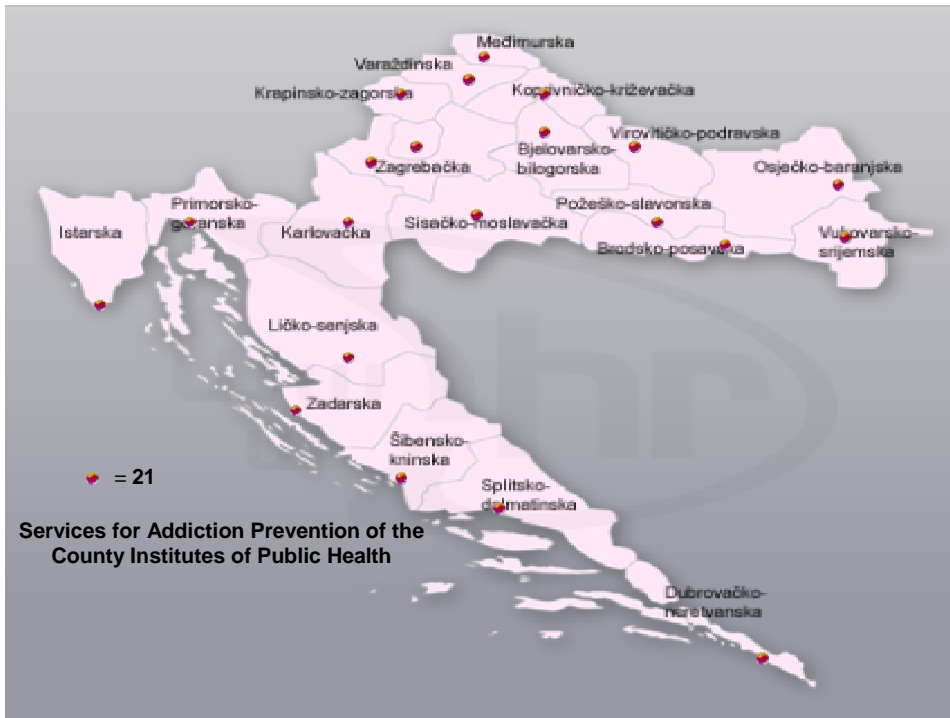 Međimurska
Varaždinska
Krapinsko-zagorska
Koprivničko-križevačka
Virovitičko-podravska
Bjelovarsko-
bilogorska
Zagrebačka
Osječko-baranjska
Primorsko-
goranska
Istarska
Karlovačka
Sisačko-moslavačka
Požeško-slavonska
Brodsko-posavska
Vukovarsko-
srijemska
Ličko-senjska
Zadarska
Šibensko-
kninska
Splitsko-
dalmatinska
= 21
Services for Addiction Prevention of the
County Institutes of Public Health
Dubrovačko-
neretvanska